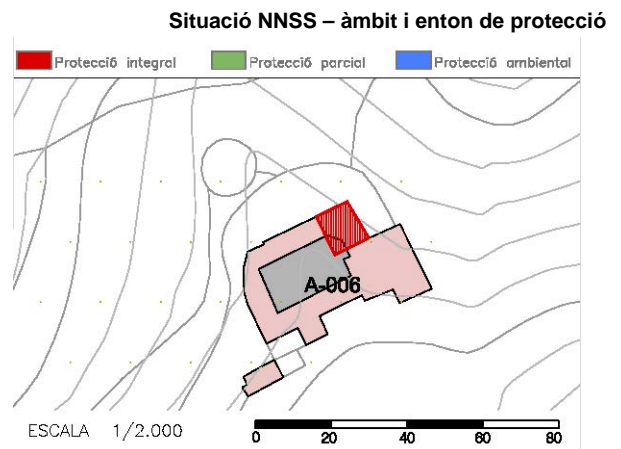 Situació NNSS – àmbit i enton de protecció
Protecció integral Protecció parcial Protecció ambiental
A-006
ESCALA 1/2.000
0 20 40 60 80